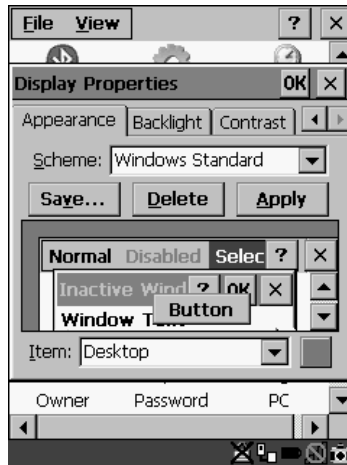 File View ? ×
Display Properties OK ×
Appearance Backlight Contrast
Scheme: Windows Standard
Save... Delete Apply
Normal Disabled Selec ? ×
Inactive Wind ? OK ×
Button
Window
Item: Desktop
Owner Password PC